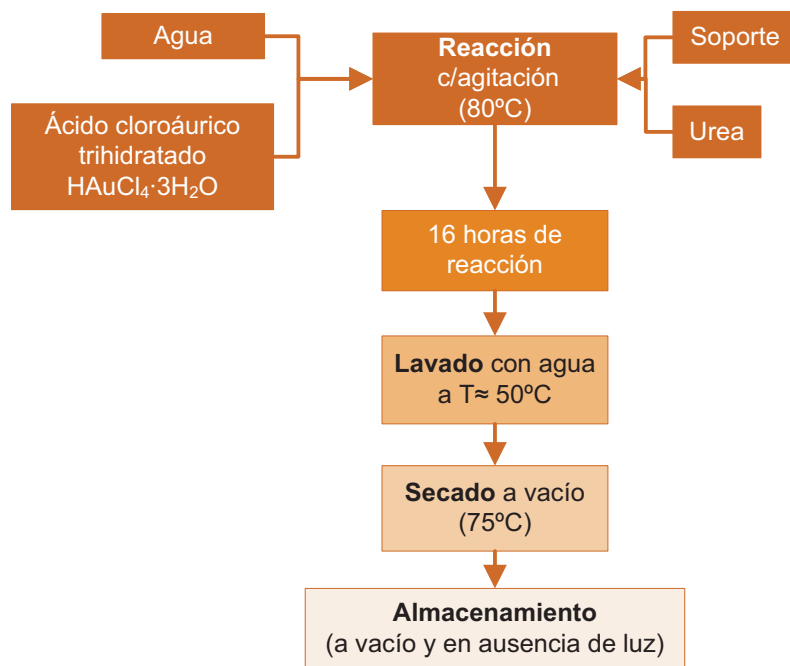 Agua
Ácido cloroáurico
trihidratado
HAuCl₄·3H₂O
Reacción
c/agitación
(80ºC)
Soporte
Urea
16 horas de
reacción
Lavado con agua
a T≈ 50ºC
Secado a vacío
(75ºC)
Almacenamiento
(a vacío y en ausencia de luz)